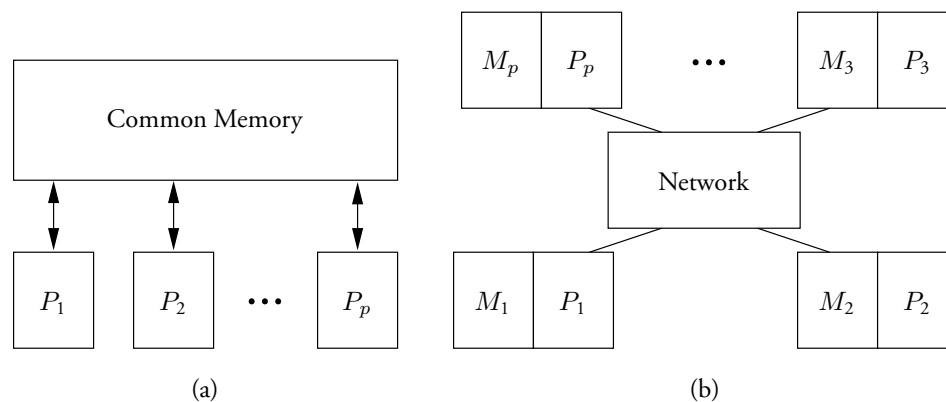 Common Memory
P₁ P₂ ••• Pₚ
(a)
Mₚ Pₚ ••• M₃ P₃
Network
M₁ P₁ M₂ P₂
(b)